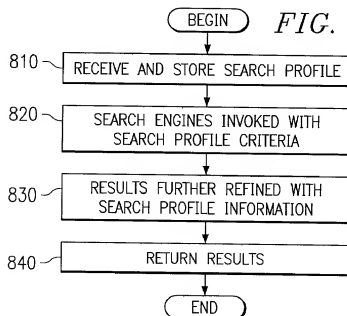 BEGIN
FIG.
810
RECEIVE AND STORE SEARCH PROFILE
820
SEARCH ENGINES INVOKED WITH
SEARCH PROFILE CRITERIA
830
RESULTS FURTHER REFINED WITH
SEARCH PROFILE INFORMATION
840
RETURN RESULTS
END